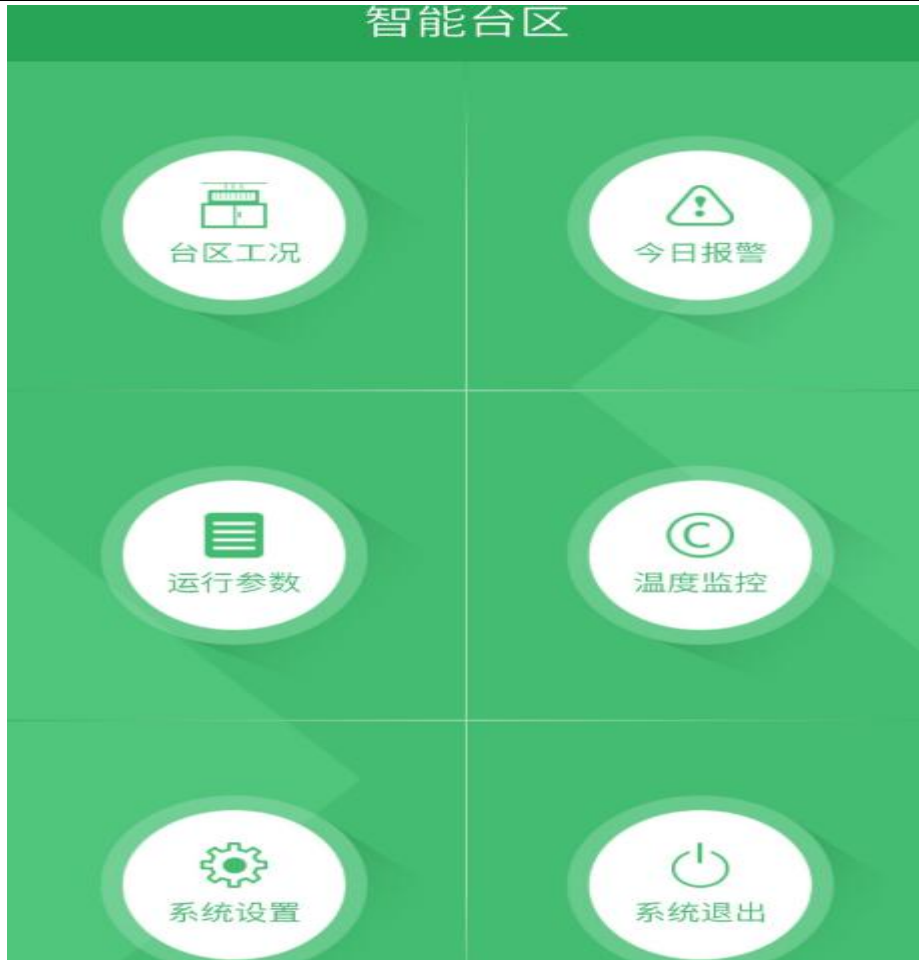 智能台区
台区工况
今日报警
运行参数
温度监控
系统设置
系统退出